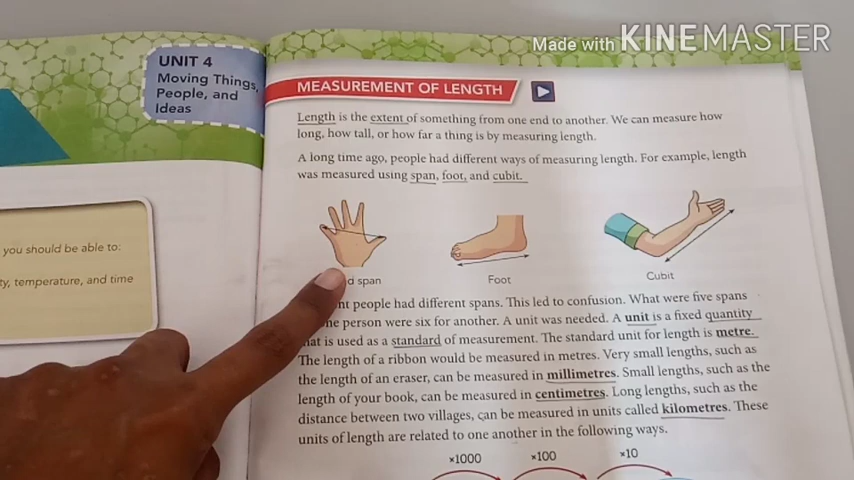 Made with KINEMASTER
UNIT 4
Moving Things,
People, and
Ideas
you should be able to:
ty, temperature, and time
MEASUREMENT OF LENGTH
Length is the extent of something from one end to another. We can measure how
long, how tall, or how far a thing is by measuring length.
A long time ago, people had different ways of measuring length. For example, length
was measured using span, foot, and cubit.
d span
Foot
Cubit
nt people had different spans. This led to confusion. What were five spans
ne person were six for another. A unit was needed. A unit is a fixed quantity
hat is used as a standard of measurement. The standard unit for length is metre.
The length of a ribbon would be measured in metres. Very small lengths, such as
the length of an eraser, can be measured in millimetres. Small lengths, such as the
length of your book, can be measured in centimetres. Long lengths, such as the
distance between two villages, can be measured in units called kilometres. These
units of length are related to one another in the following ways.
×1000
×100
×10